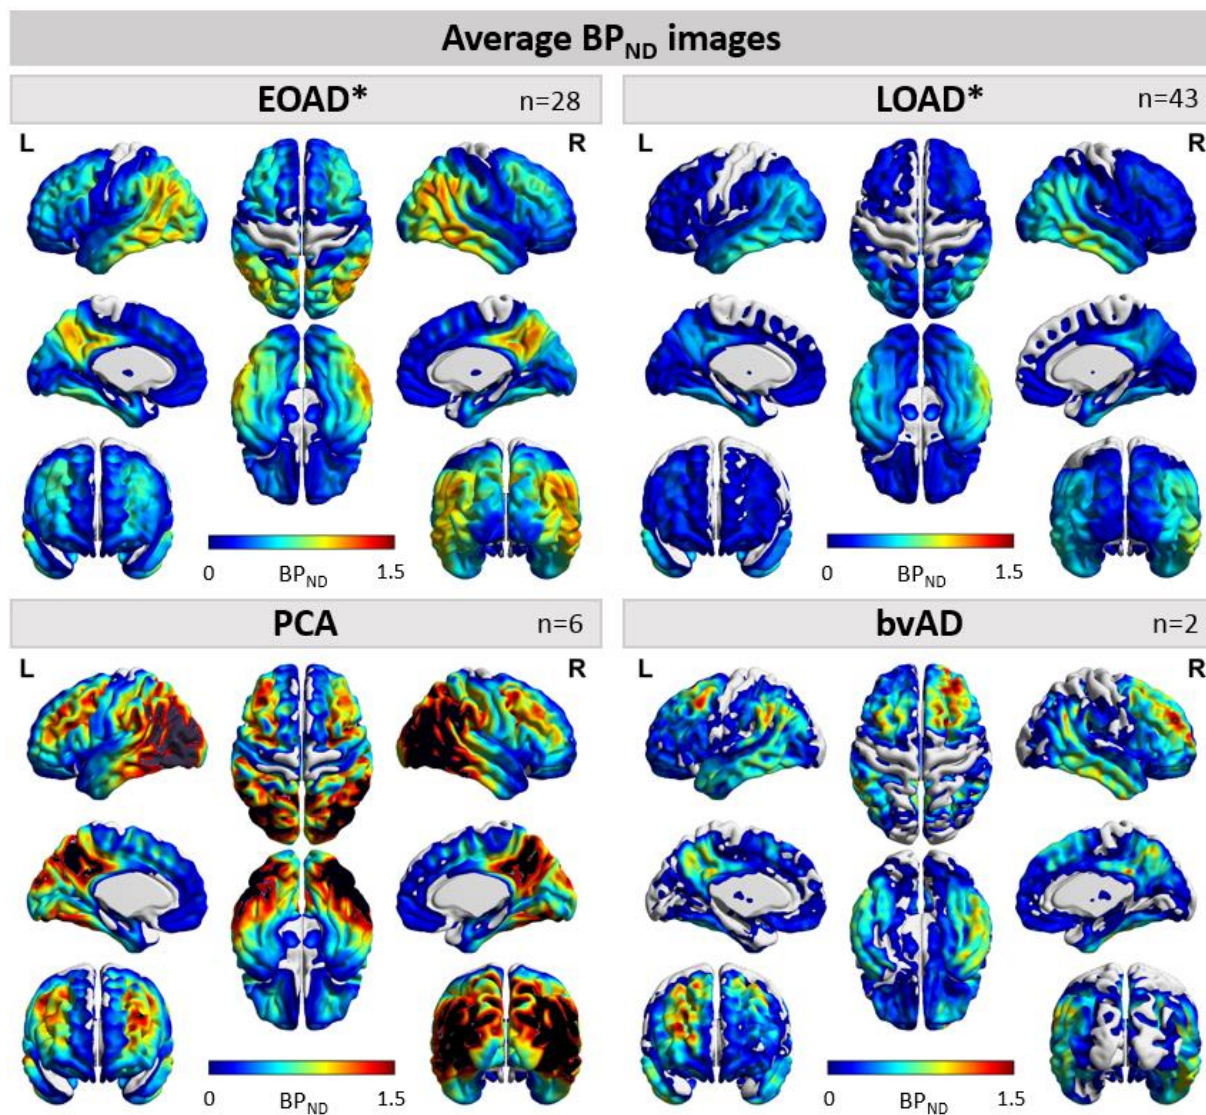 Average BPND images
EOAD* n=28
LOAD* n=43
L R
L R
0 BPND 1.5
0 BPND 1.5
PCA n=6
bvAD n=2
L R
L R
0 BPND 1.5
0 BPND 1.5